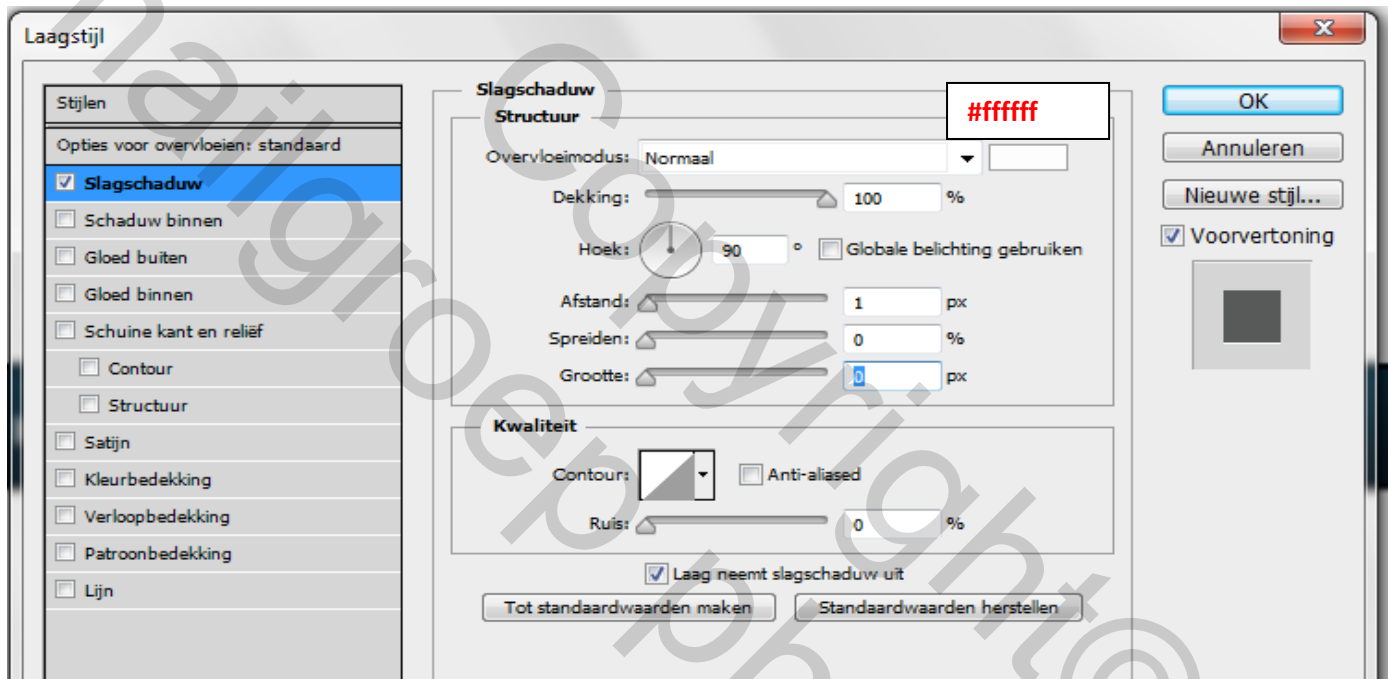 Laagstijl
Stijlen
Opties voor overvloeien: standaard
Slagschaduw
Schaduw binnen
Gloed buiten
Gloed binnen
Schuine kant en reliëf
Contour
Structuur
Satijn
Kleurbedekking
Verloopbedekking
Patroonbedekking
Lijn
Slagschaduw
Structuur
#ffffff
Overvloeimodus: Normaal
Dekking: 100 %
Hoek: 90 ° Globale belichting gebruiken
Afstand: 1 px
Spreiden: 0 %
Grootte: 0 px
Kwaliteit
Contour: Anti-aliased
Ruis: 0 %
Laag neemt slagschaduw uit
Tot standaardwaarden maken Standaardwaarden herstellen
OK
Annuleren
Nieuwe stijl...
Voorvertoning
Copyright©